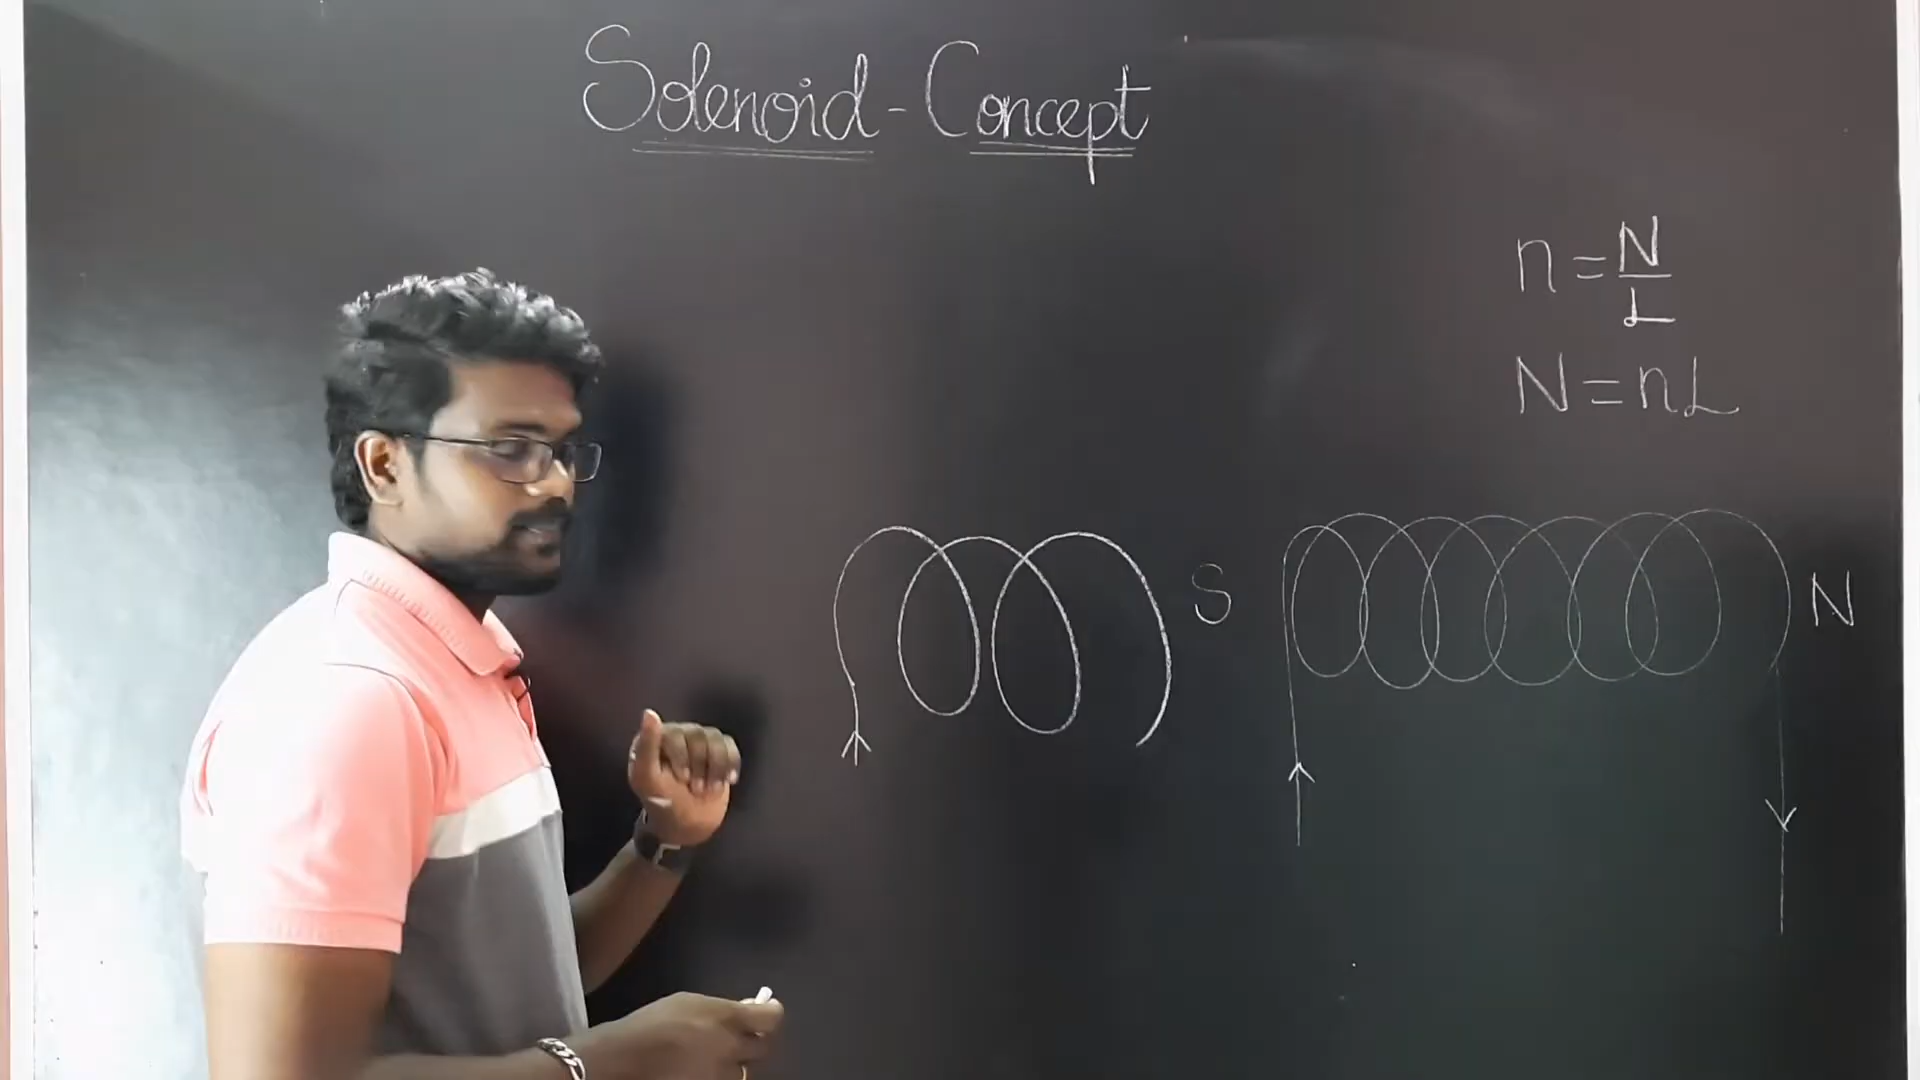 Solenoid - Concept
n = N/L
N = nL
S N